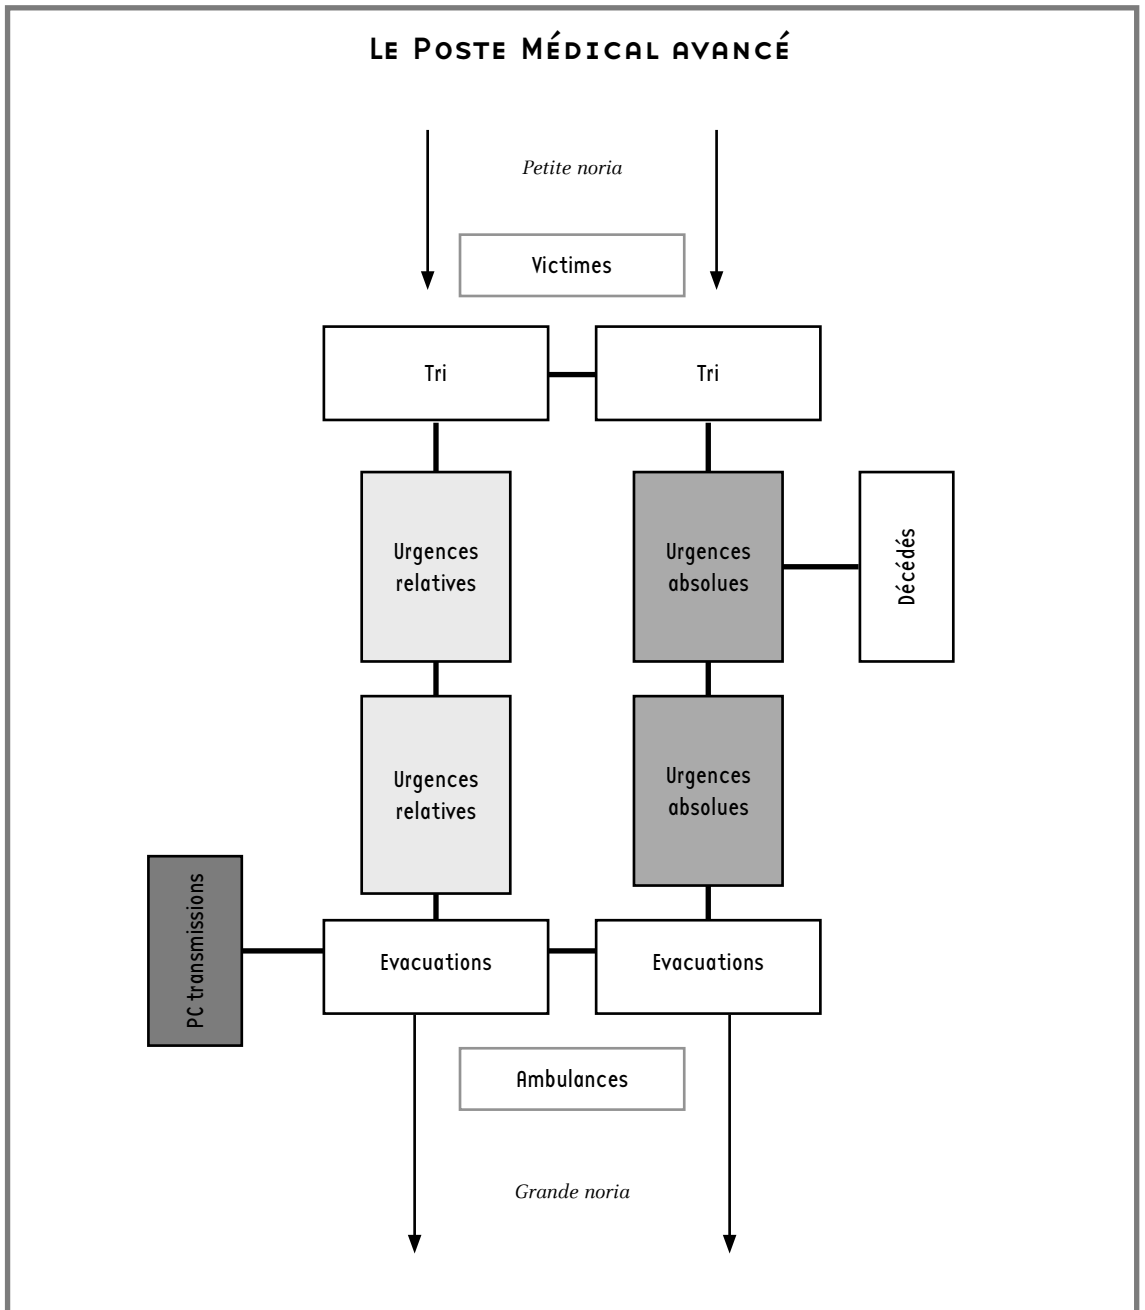 Le Poste Médical avancé
Petite noria
Victimes
Tri
Tri
Urgences
relatives
Urgences
absolues
Décédés
Urgences
relatives
Urgences
absolues
PC transmissions
Evacuations
Evacuations
Ambulances
Grande noria